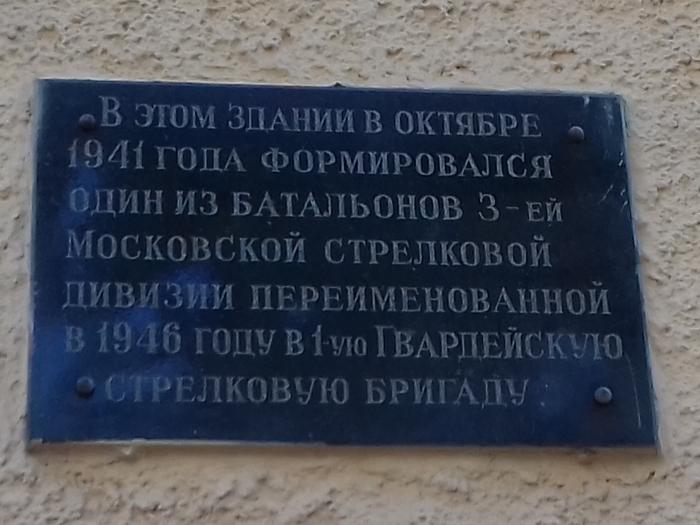 В ЭТОМ ЗДАНИИ В ОКТЯБРЕ
1941 ГОДА ФОРМИРОВАЛСЯ
ОДИН ИЗ БАТАЛЬОНОВ 3-ЕЙ
МОСКОВСКОЙ СТРЕЛКОВОЙ
ДИВИЗИИ ПЕРЕИМЕНОВАННОЙ
В 1946 ГОДУ В 1-УЮ ГВАРДЕЙСКУЮ
СТРЕЛКОВУЮ БРИГАДУ